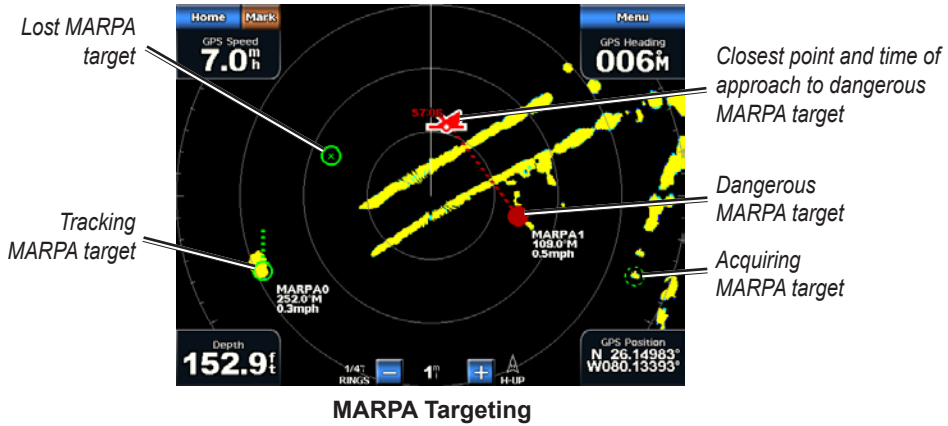 Home Mark
Menu
GPS Speed
7.0 m h
GPS Heading
006°M
Lost MARPA
target
Closest point and time of
approach to dangerous
MARPA target
Tracking
MARPA target
Dangerous
MARPA target
MARPA1
109.0°M
0.5mph
Acquiring
MARPA target
MARPA0
252.0°M
0.3mph
Depth
152.9 f t
1/4
RINGS
−
1 m
+
H-UP
GPS Position
N 26.14983°
W080.13393°
MARPA Targeting